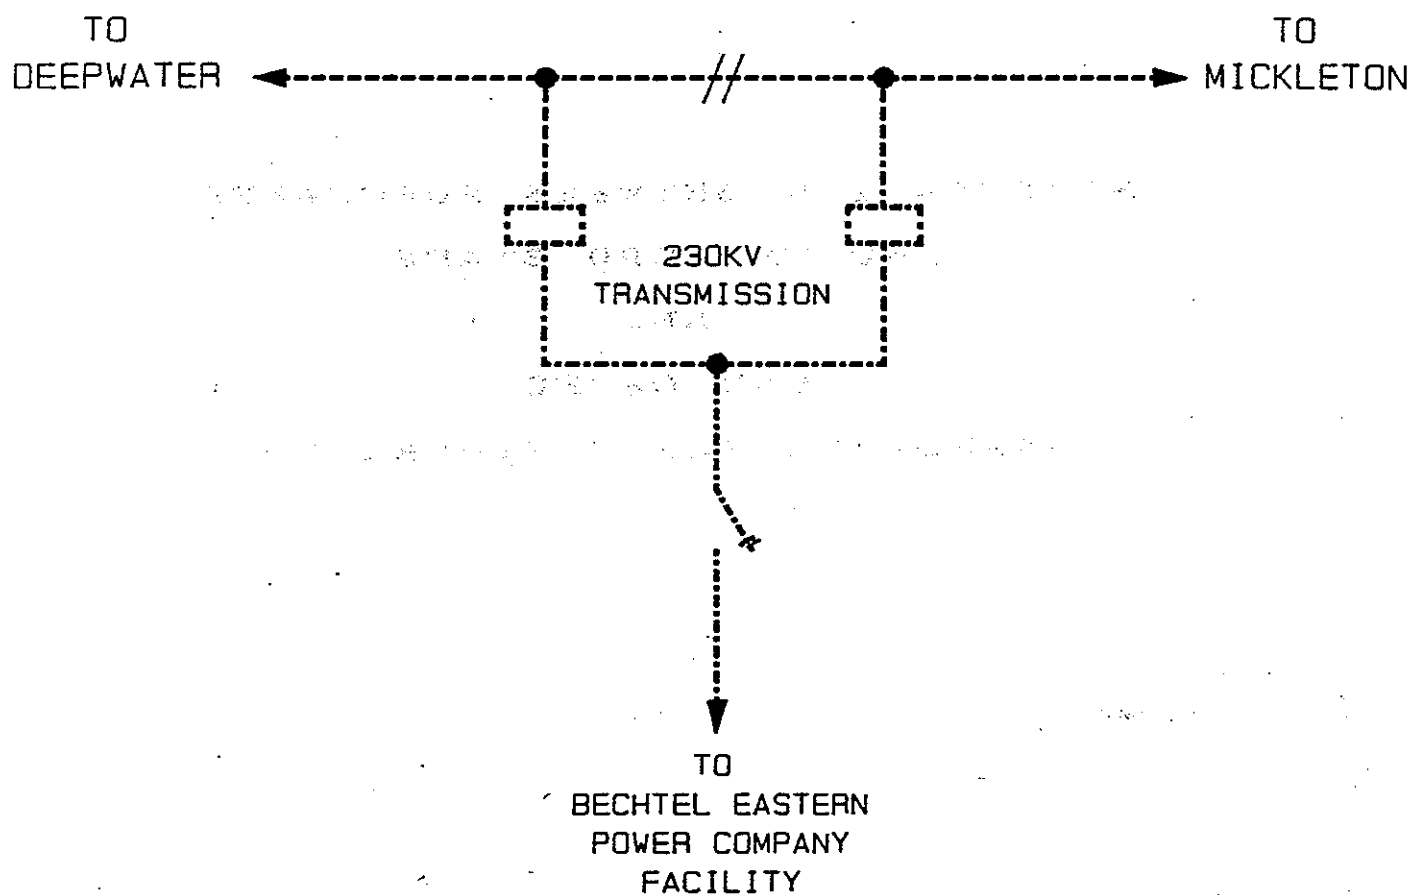 TO
DEEPWATER
TO
MICKLETON
230KV
TRANSMISSION
TO
BECHTEL EASTERN
POWER COMPANY
FACILITY